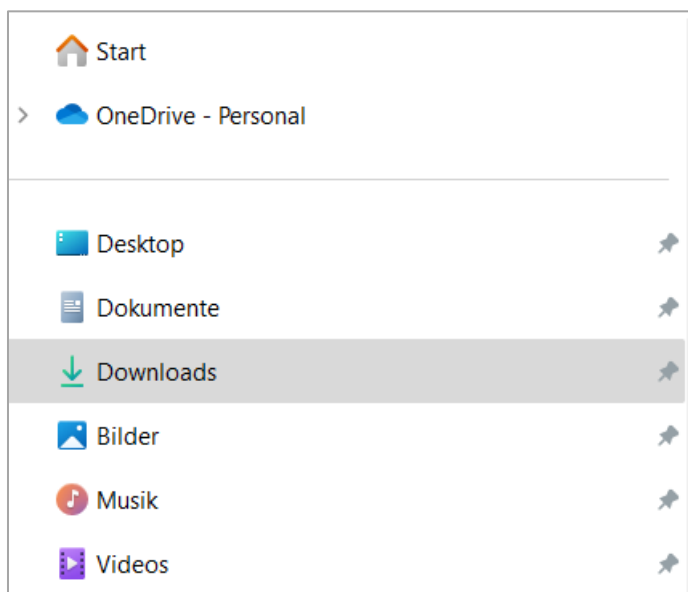 Start
OneDrive - Personal
Desktop
Dokumente
Downloads
Bilder
Musik
Videos